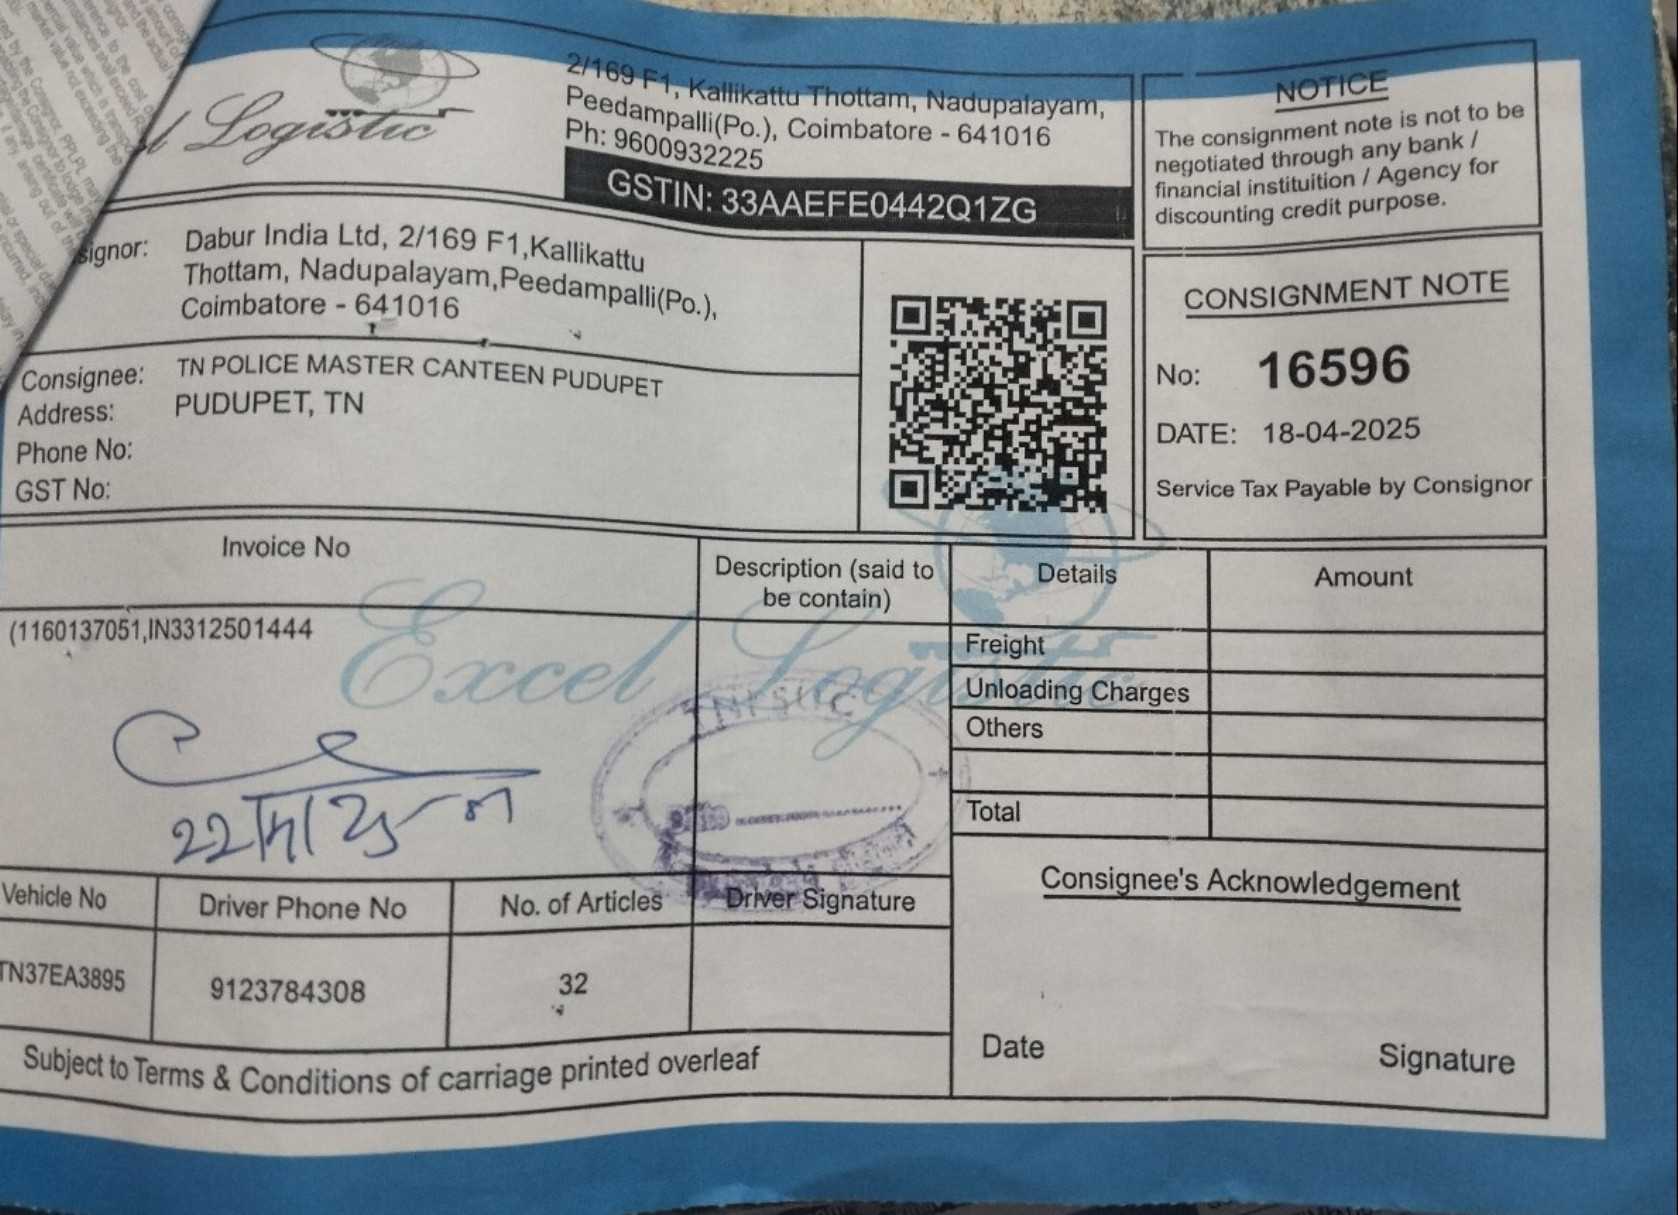 Logistic
2/169 F1, Kallikattu Thottam, Nadupalayam,
Peedampalli(Po.), Coimbatore - 641016
Ph: 9600932225
GSTIN: 33AAEFE0442Q1ZG
NOTICE
The consignment note is not to be
negotiated through any bank /
financial instituition / Agency for
discounting credit purpose.
signor: Dabur India Ltd, 2/169 F1,Kallikattu
Thottam, Nadupalayam,Peedampalli(Po.),
Coimbatore - 641016
CONSIGNMENT NOTE
No: 16596
DATE: 18-04-2025
Service Tax Payable by Consignor
Consignee: TN POLICE MASTER CANTEEN PUDUPET
Address: PUDUPET, TN
Phone No:
GST No:
Invoice No
Description (said to
be contain)
Details
Amount
(1160137051,IN3312501444
Excel Logistic
Freight
Unloading Charges
Others
Total
Vehicle No
Driver Phone No
No. of Articles
Driver Signature
TN37EA3895
9123784308
32
Consignee's Acknowledgement
Date
Signature
Subject to Terms & Conditions of carriage printed overleaf